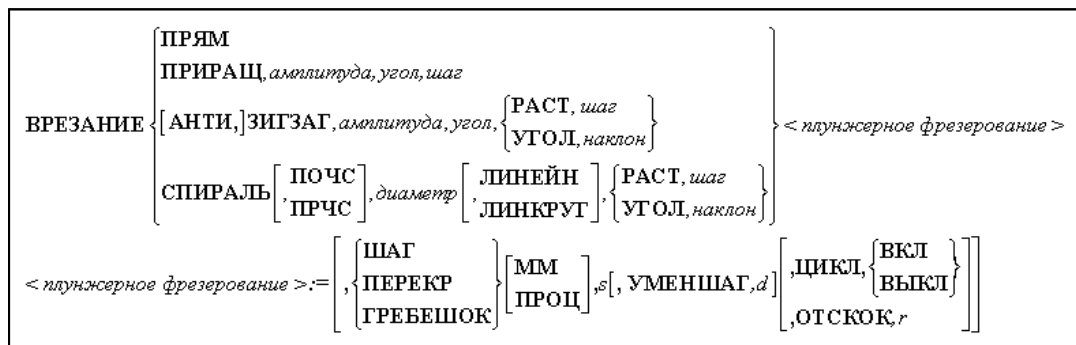 ПРЯМ
ПРИРАЩ,амплитуда,угол,шаг
ВРЕЗАНИЕ { [АНТИ,]ЗИГЗАГ,амплитуда,угол, { РАСТ, шаг
УГОЛ,наклон } } < плунжерное фрезерование >
СПИРАЛЬ [ , ПОЧС
ПРЧС ] ,диаметр [ , ЛИНЕЙН
ЛИНКРУГ ] , { РАСТ, шаг
УГОЛ,наклон }
< плунжерное фрезерование >:= [ , { ШАГ
ПЕРЕКР
ГРЕБЕШОК } [ ММ
ПРОЦ ] ,s[, УМЕНШАГ,d] [ ,ЦИКЛ, { ВКЛ
ВЫКЛ }
,ОТСКОК,r ] ]